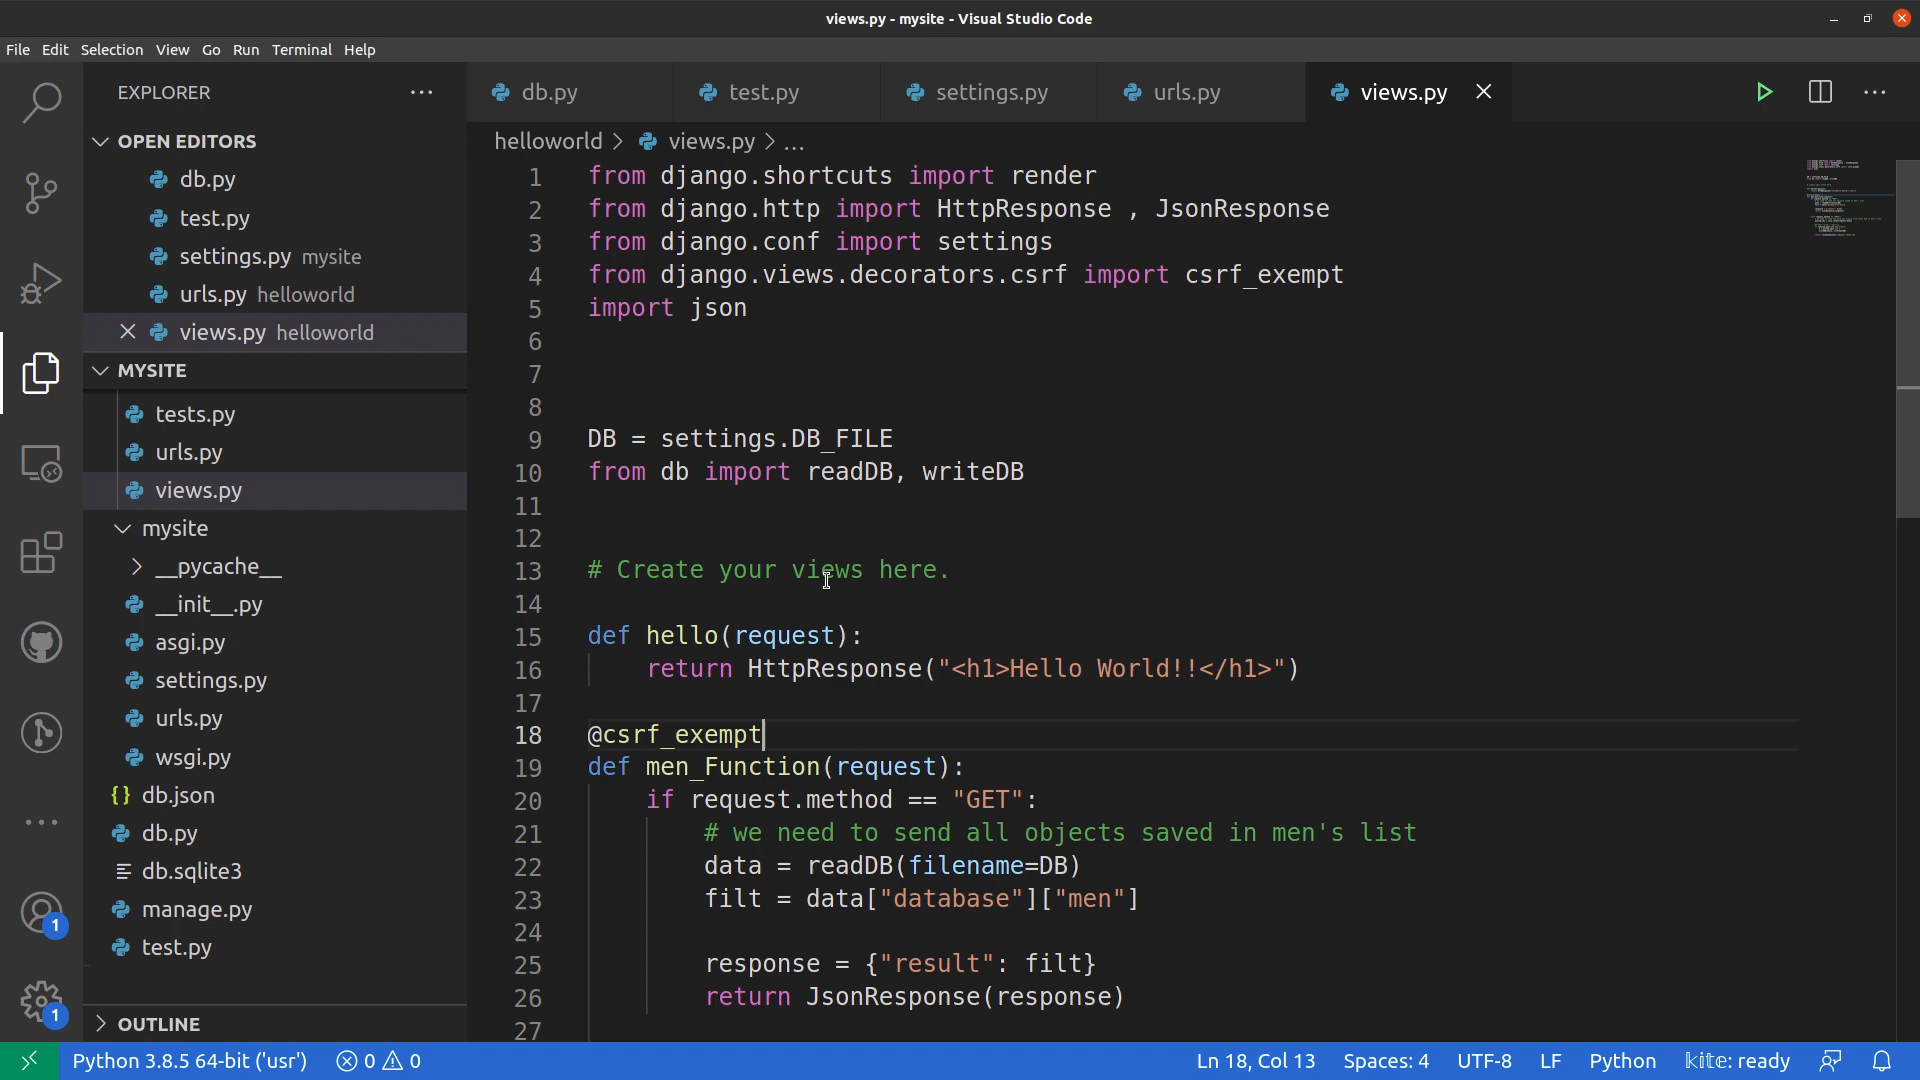 views.py - mysite - Visual Studio Code
File Edit Selection View Go Run Terminal Help
EXPLORER
OPEN EDITORS
db.py
test.py
settings.py mysite
urls.py helloworld
views.py helloworld
MYSITE
tests.py
urls.py
views.py
mysite
__pycache__
__init__.py
asgi.py
settings.py
urls.py
wsgi.py
{} db.json
db.py
db.sqlite3
manage.py
test.py
OUTLINE
1
1
db.py test.py settings.py urls.py views.py
helloworld > views.py > ...
1 from django.shortcuts import render
2 from django.http import HttpResponse , JsonResponse
3 from django.conf import settings
4 from django.views.decorators.csrf import csrf_exempt
5 import json
6
7
8
9 DB = settings.DB_FILE
10 from db import readDB, writeDB
11
12
13 # Create your views here.
14
15 def hello(request):
16 return HttpResponse("<h1>Hello World!!</h1>")
17
18 @csrf_exempt
19 def men_Function(request):
20 if request.method == "GET":
21 # we need to send all objects saved in men's list
22 data = readDB(filename=DB)
23 filt = data["database"]["men"]
24
25 response = {"result": filt}
26 return JsonResponse(response)
27
Python 3.8.5 64-bit ('usr') 0 0 Ln 18, Col 13 Spaces: 4 UTF-8 LF Python kite: ready